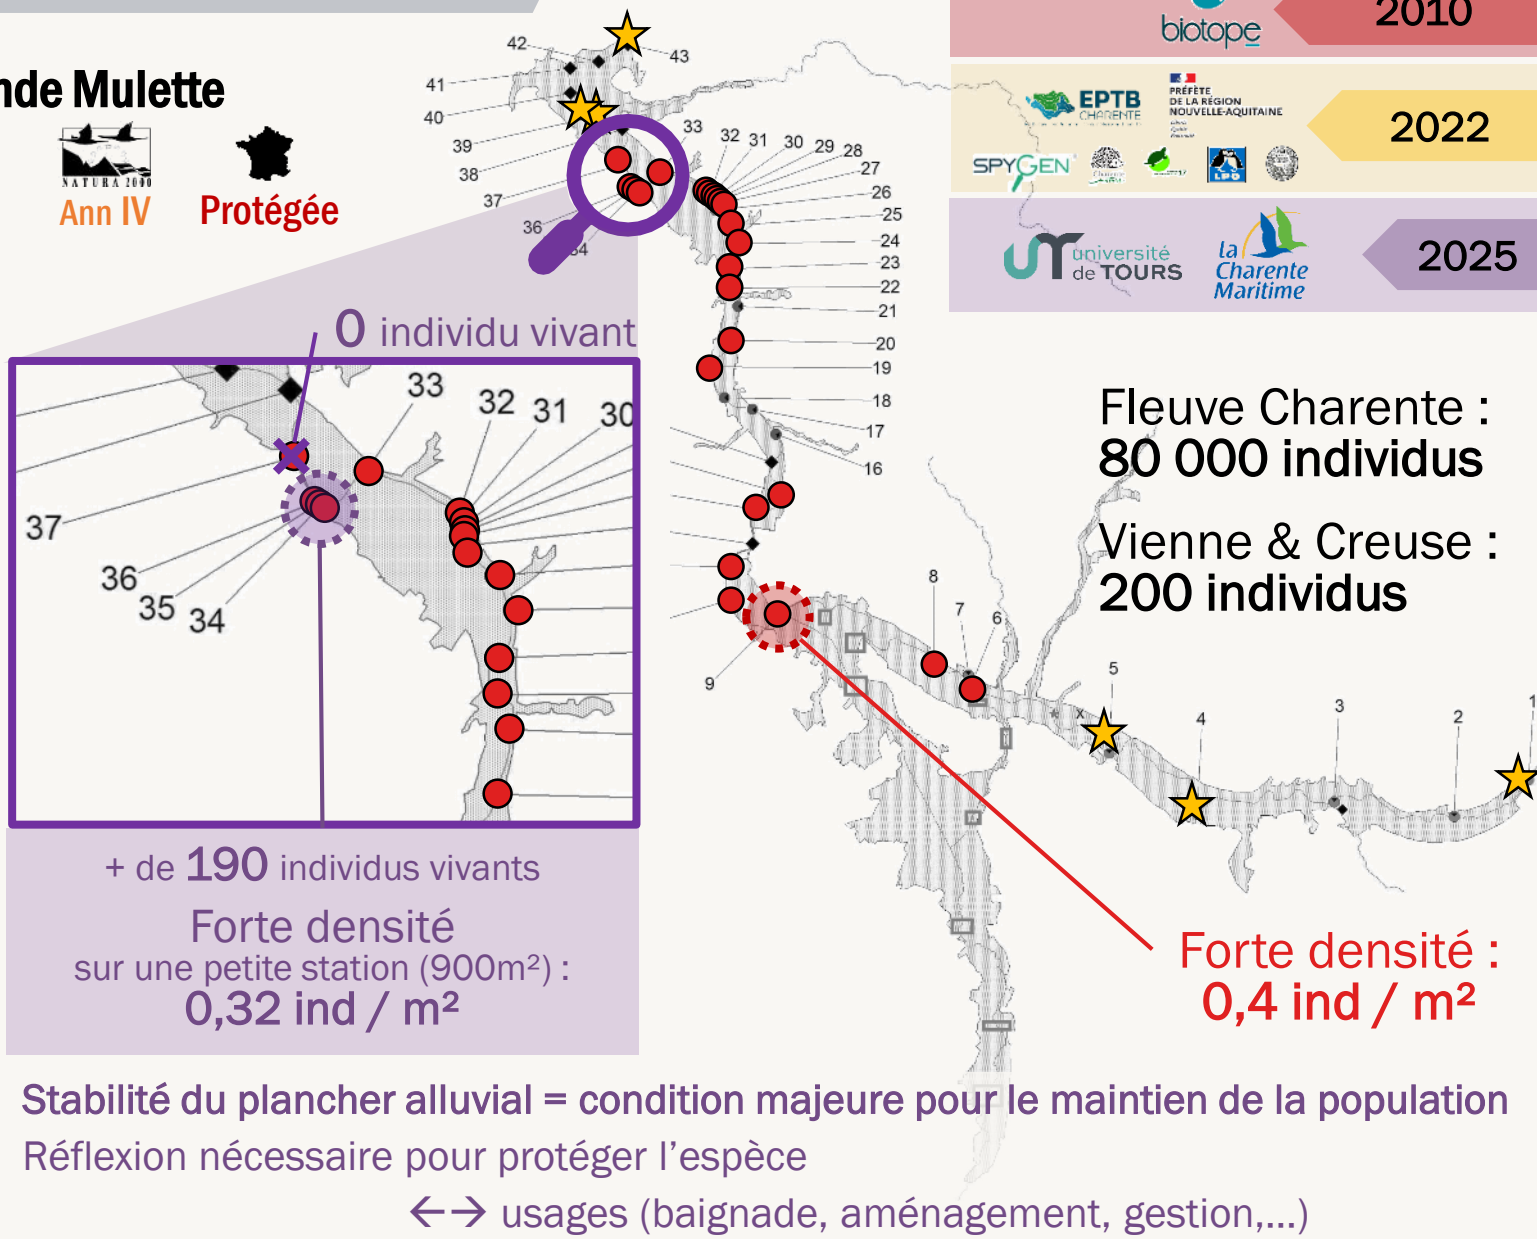 nde Mulette
NATURA 2000
Ann IV
Protégée
biotope
2010
EPTB
CHARENTE
PRÉFÈTE
DE LA RÉGION
NOUVELLE-AQUITAINE
SPYGEN
LPO
2022
université
de TOURS
la
Charente
Maritime
2025
42
43
41
40
39
38
37
36
34
33
32
31
30
29
28
27
26
25
24
23
22
21
20
19
18
17
16
9
8
7
6
5
x
4
3
2
1
0 individu vivant
33
32
31
30
37
36
35
34
+ de 190 individus vivants
Forte densité
sur une petite station (900m²) :
0,32 ind / m²
Fleuve Charente :
80 000 individus
Vienne & Creuse :
200 individus
Forte densité :
0,4 ind / m²
Stabilité du plancher alluvial = condition majeure pour le maintien de la population
Réflexion nécessaire pour protéger l’espèce
←→ usages (baignade, aménagement, gestion,...)